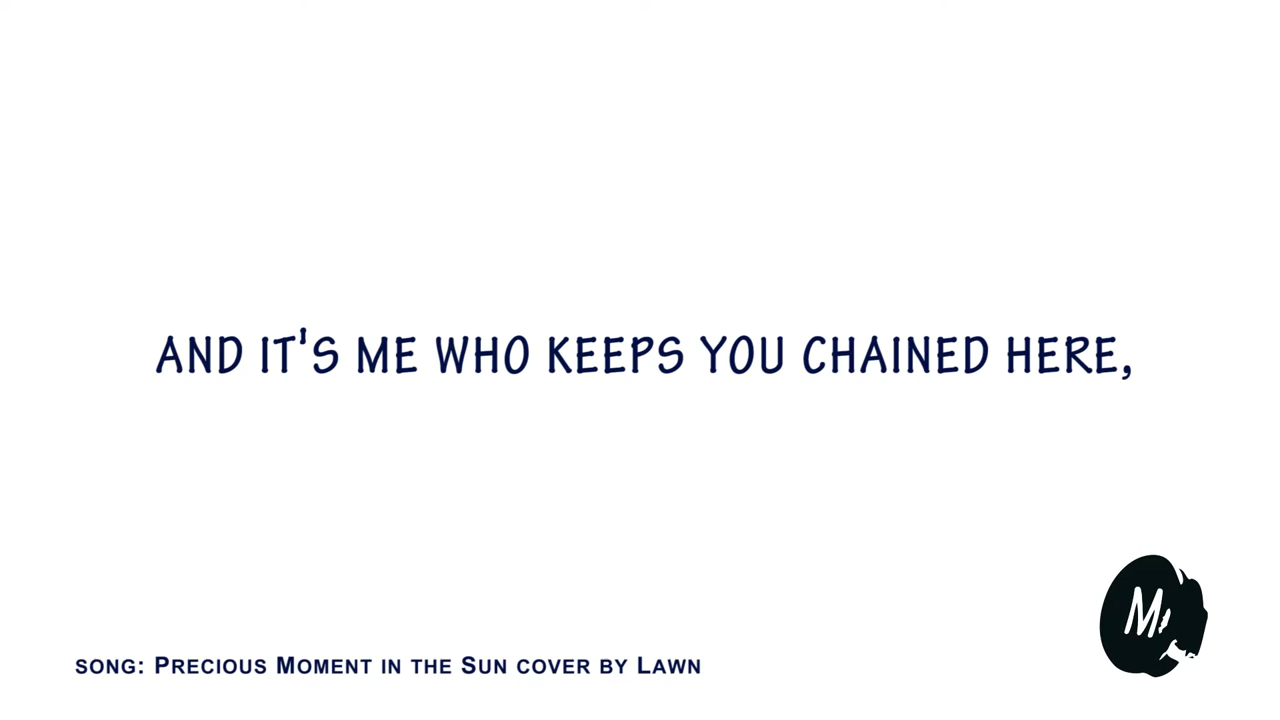 AND IT'S ME WHO KEEPS YOU CHAINED HERE,
M
SONG: PRECIOUS MOMENT IN THE SUN COVER BY LAWN